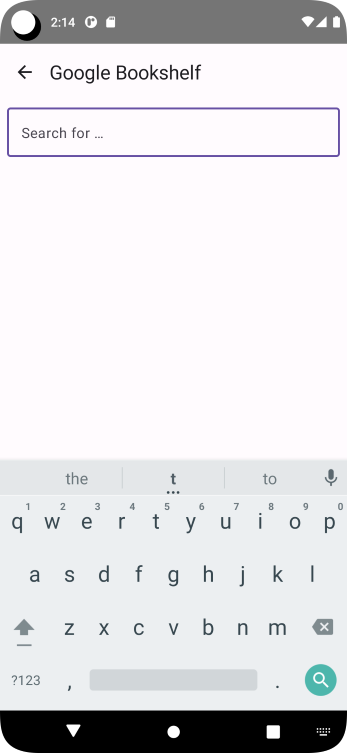 2:14
Google Bookshelf
Search for …
the t to
1 2 3 4 5 6 7 8 9 0
q w e r t y u i o p
a s d f g h j k l
z x c v b n m
?123 , .